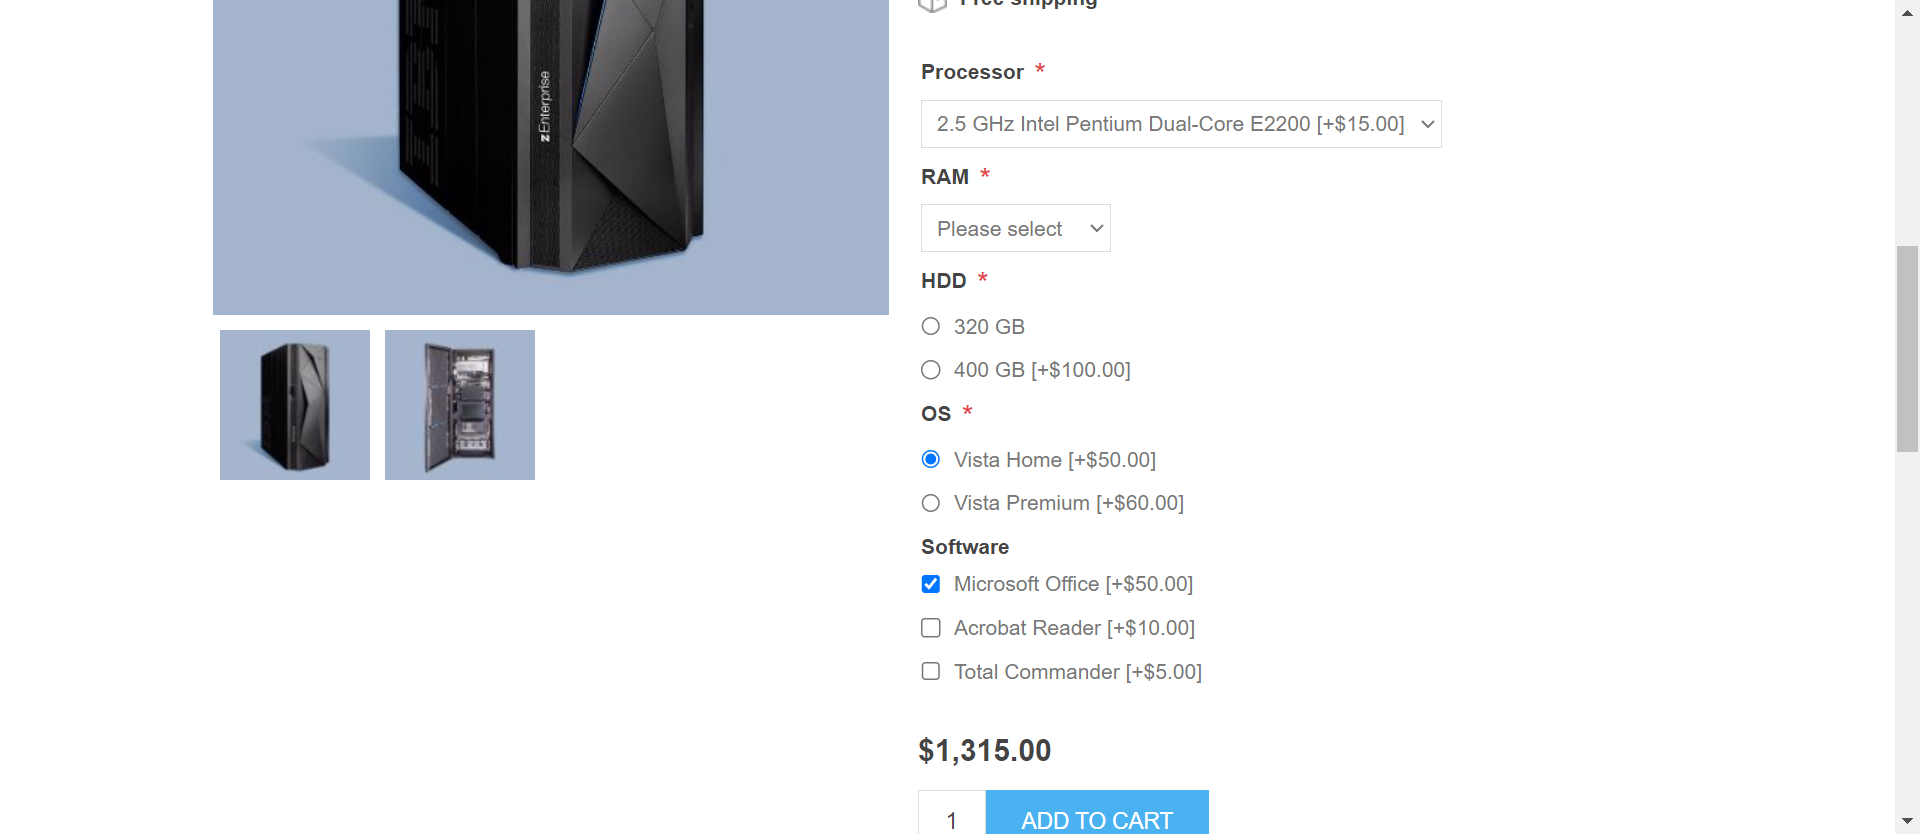 Free shipping
zEnterprise
Processor *
2.5 GHz Intel Pentium Dual-Core E2200 [+$15.00]
RAM *
Please select
HDD *
320 GB
400 GB [+$100.00]
OS *
Vista Home [+$50.00]
Vista Premium [+$60.00]
Software
Microsoft Office [+$50.00]
Acrobat Reader [+$10.00]
Total Commander [+$5.00]
$1,315.00
1 ADD TO CART